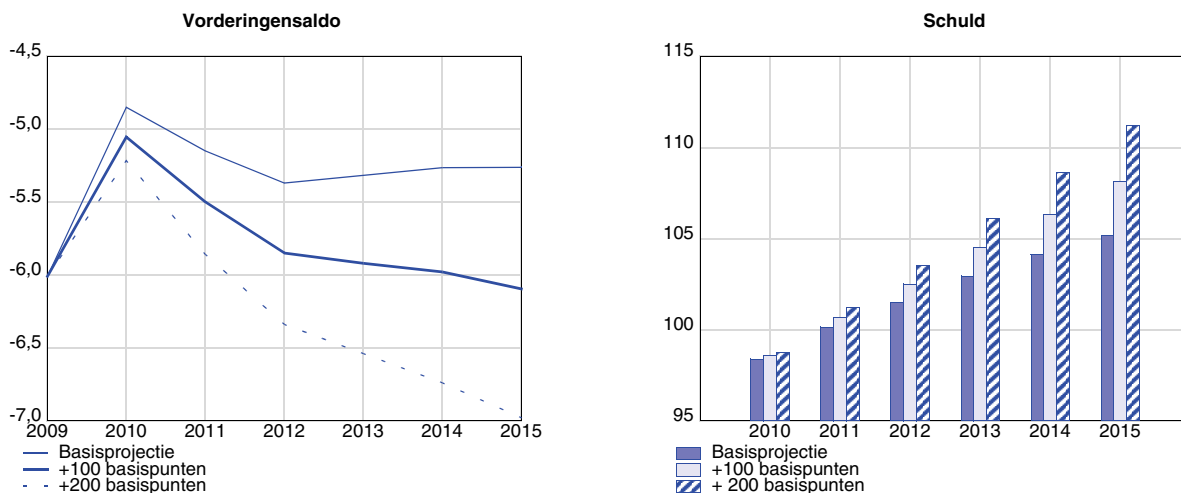 Vorderingensaldo
-4,5
-5,0
-5,5
-6,0
-6,5
-7,0
2009 2010 2011 2012 2013 2014 2015
Basisprojectie
+100 basispunten
+200 basispunten
Schuld
115
110
105
100
95
2010 2011 2012 2013 2014 2015
Basisprojectie
+100 basispunten
+ 200 basispunten